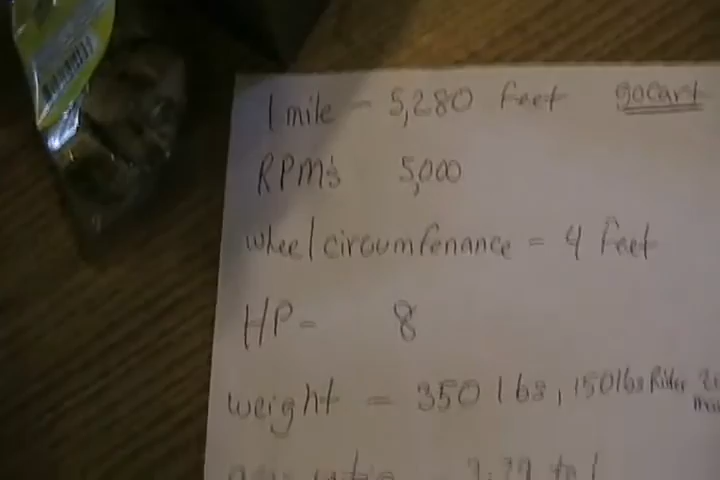 1 mile - 5,280 feet gocart
RPM's 5,000
wheel circumfenance = 4 feet
HP= 8
weight = 350 lbs, 150lbs Rider